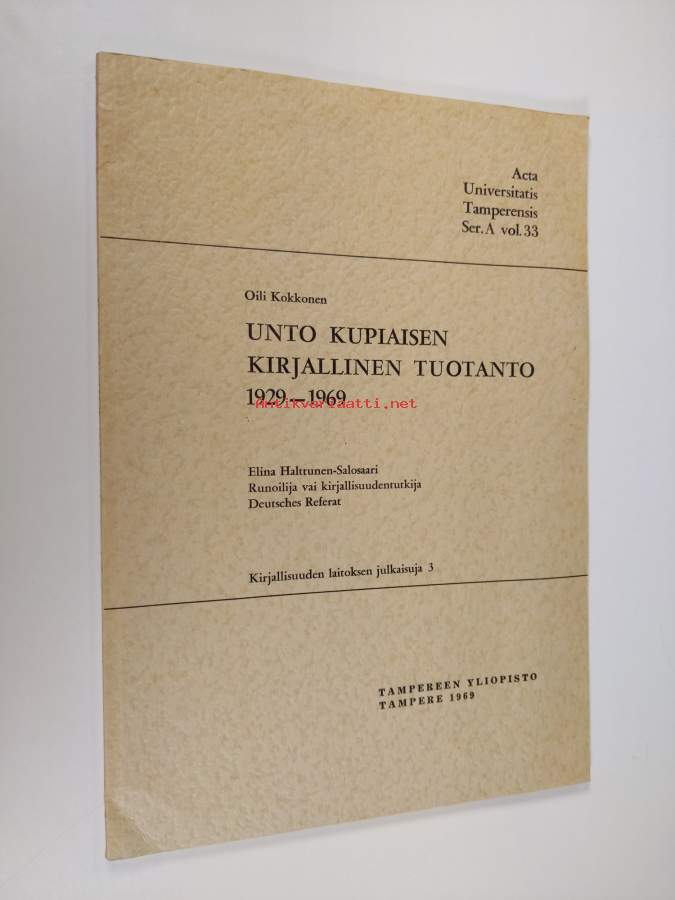 Acta
Universitatis
Tamperensis
Ser. A vol. 33
Oili Kokkonen
UNTO KUPIAISEN
KIRJALLINEN TUOTANTO
1929—1969
antikvariaatti.net
Elina Halttunen-Salosaari
Runoilija vai kirjallisuudentutkija
Deutsches Referat
Kirjallisuuden laitoksen julkaisuja 3
TAMPEREEN YLIOPISTO
TAMPERE 1969